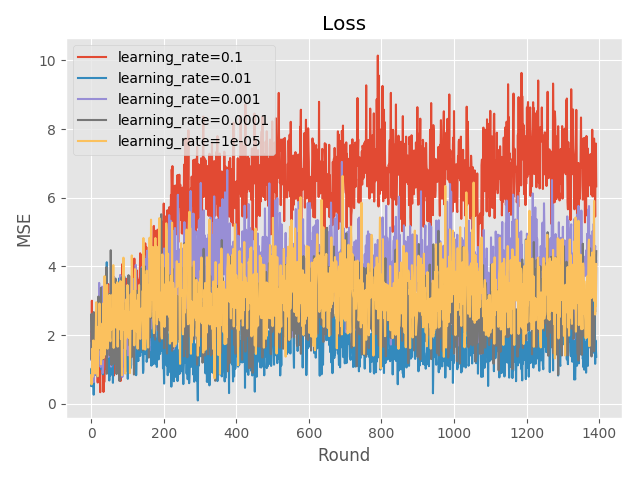 Loss
learning_rate=0.1
learning_rate=0.01
learning_rate=0.001
learning_rate=0.0001
learning_rate=1e-05
10
8
6
4
2
0
MSE
0 200 400 600 800 1000 1200 1400
Round